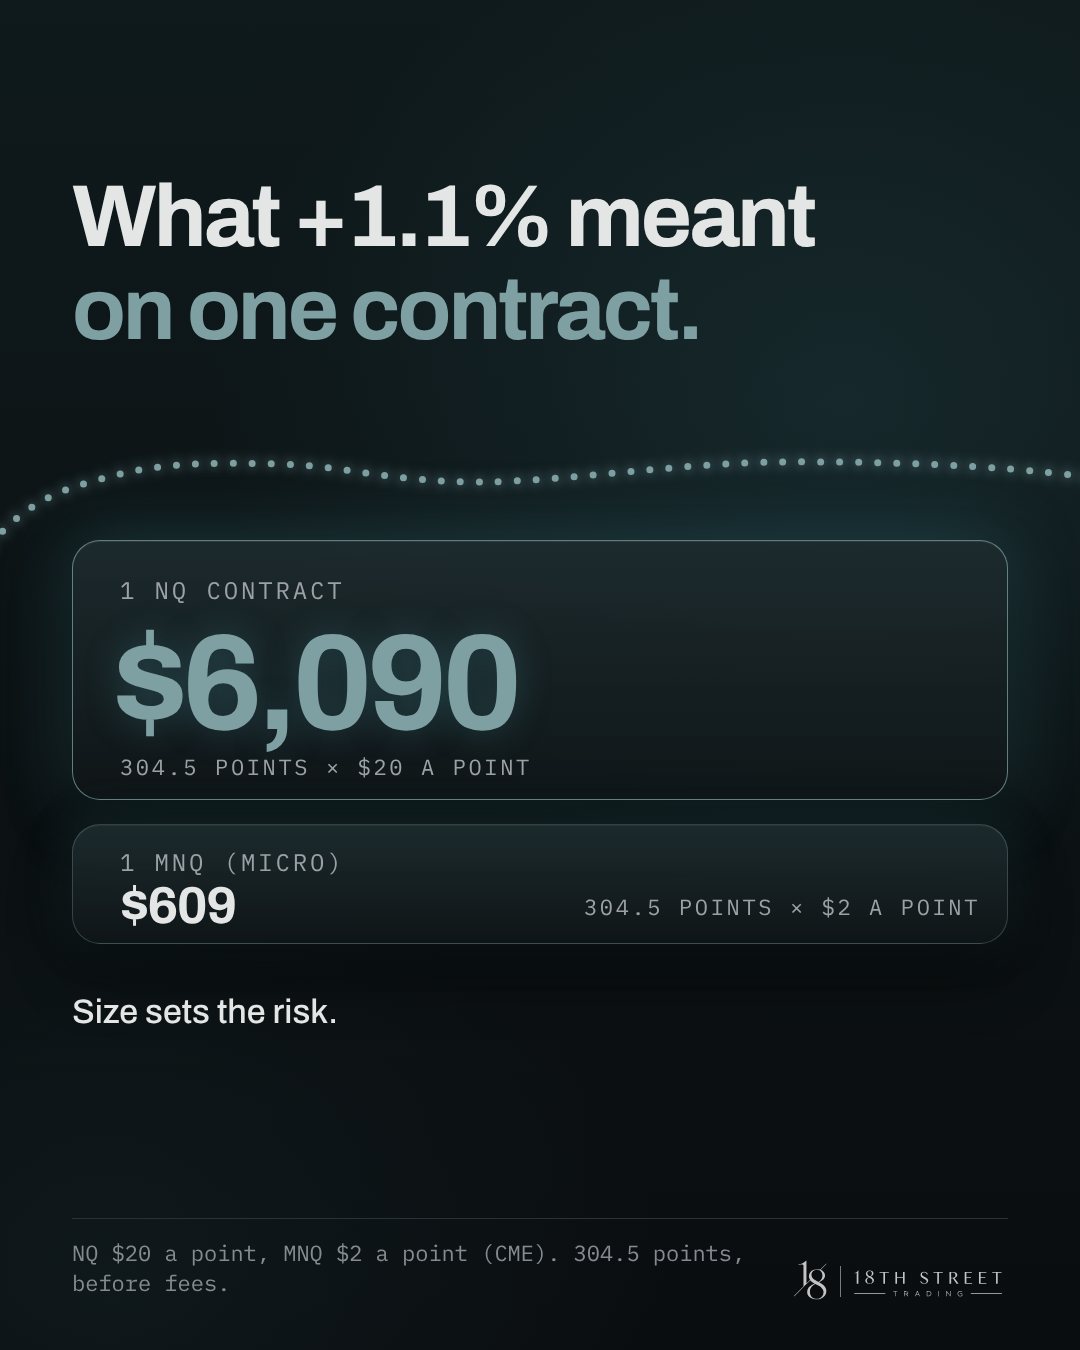 What +1.1% meant
on one contract.
1 NQ CONTRACT
$6,090
304.5 POINTS × $20 A POINT
1 MNQ (MICRO)
$609
304.5 POINTS × $2 A POINT
Size sets the risk.
NQ $20 a point, MNQ $2 a point (CME). 304.5 points,
before fees.
18
18TH STREET
TRADING